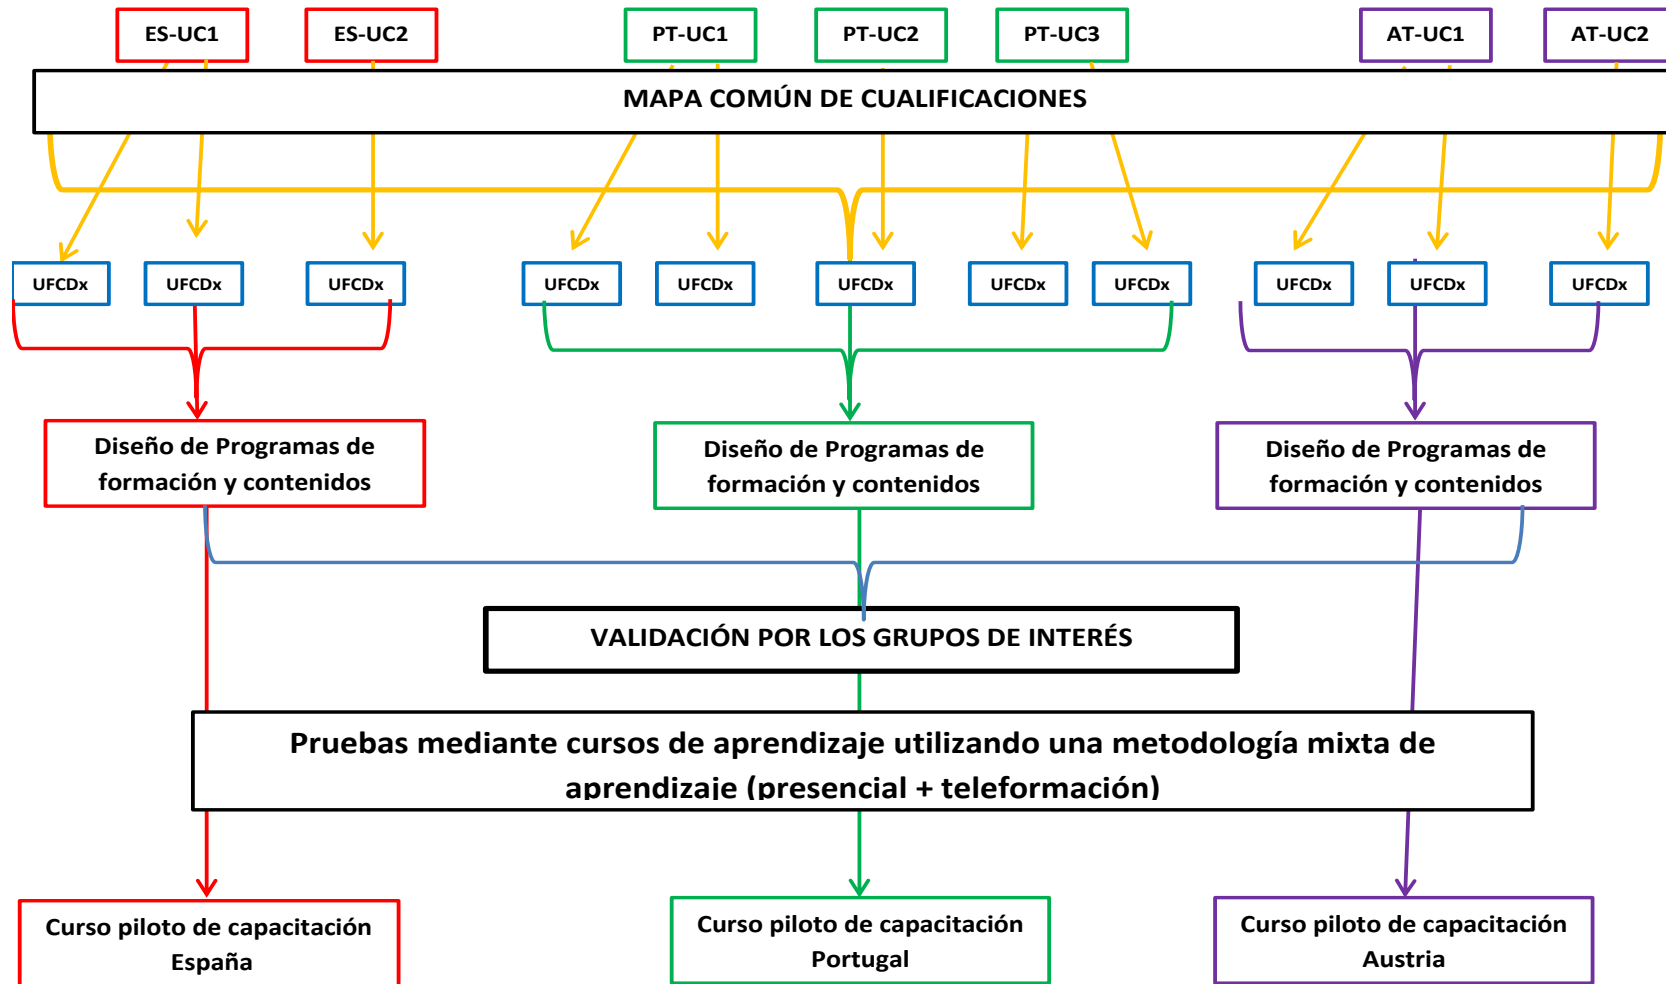 ES-UC1
ES-UC2
PT-UC1
PT-UC2
PT-UC3
AT-UC1
AT-UC2
MAPA COMÚN DE CUALIFICACIONES
UFCDx
UFCDx
UFCDx
UFCDx
UFCDx
UFCDx
UFCDx
UFCDx
UFCDx
UFCDx
UFCDx
Diseño de Programas de
formación y contenidos
Diseño de Programas de
formación y contenidos
Diseño de Programas de
formación y contenidos
VALIDACIÓN POR LOS GRUPOS DE INTERÉS
Pruebas mediante cursos de aprendizaje utilizando una metodología mixta de
aprendizaje (presencial + teleformación)
Curso piloto de capacitación
España
Curso piloto de capacitación
Portugal
Curso piloto de capacitación
Austria